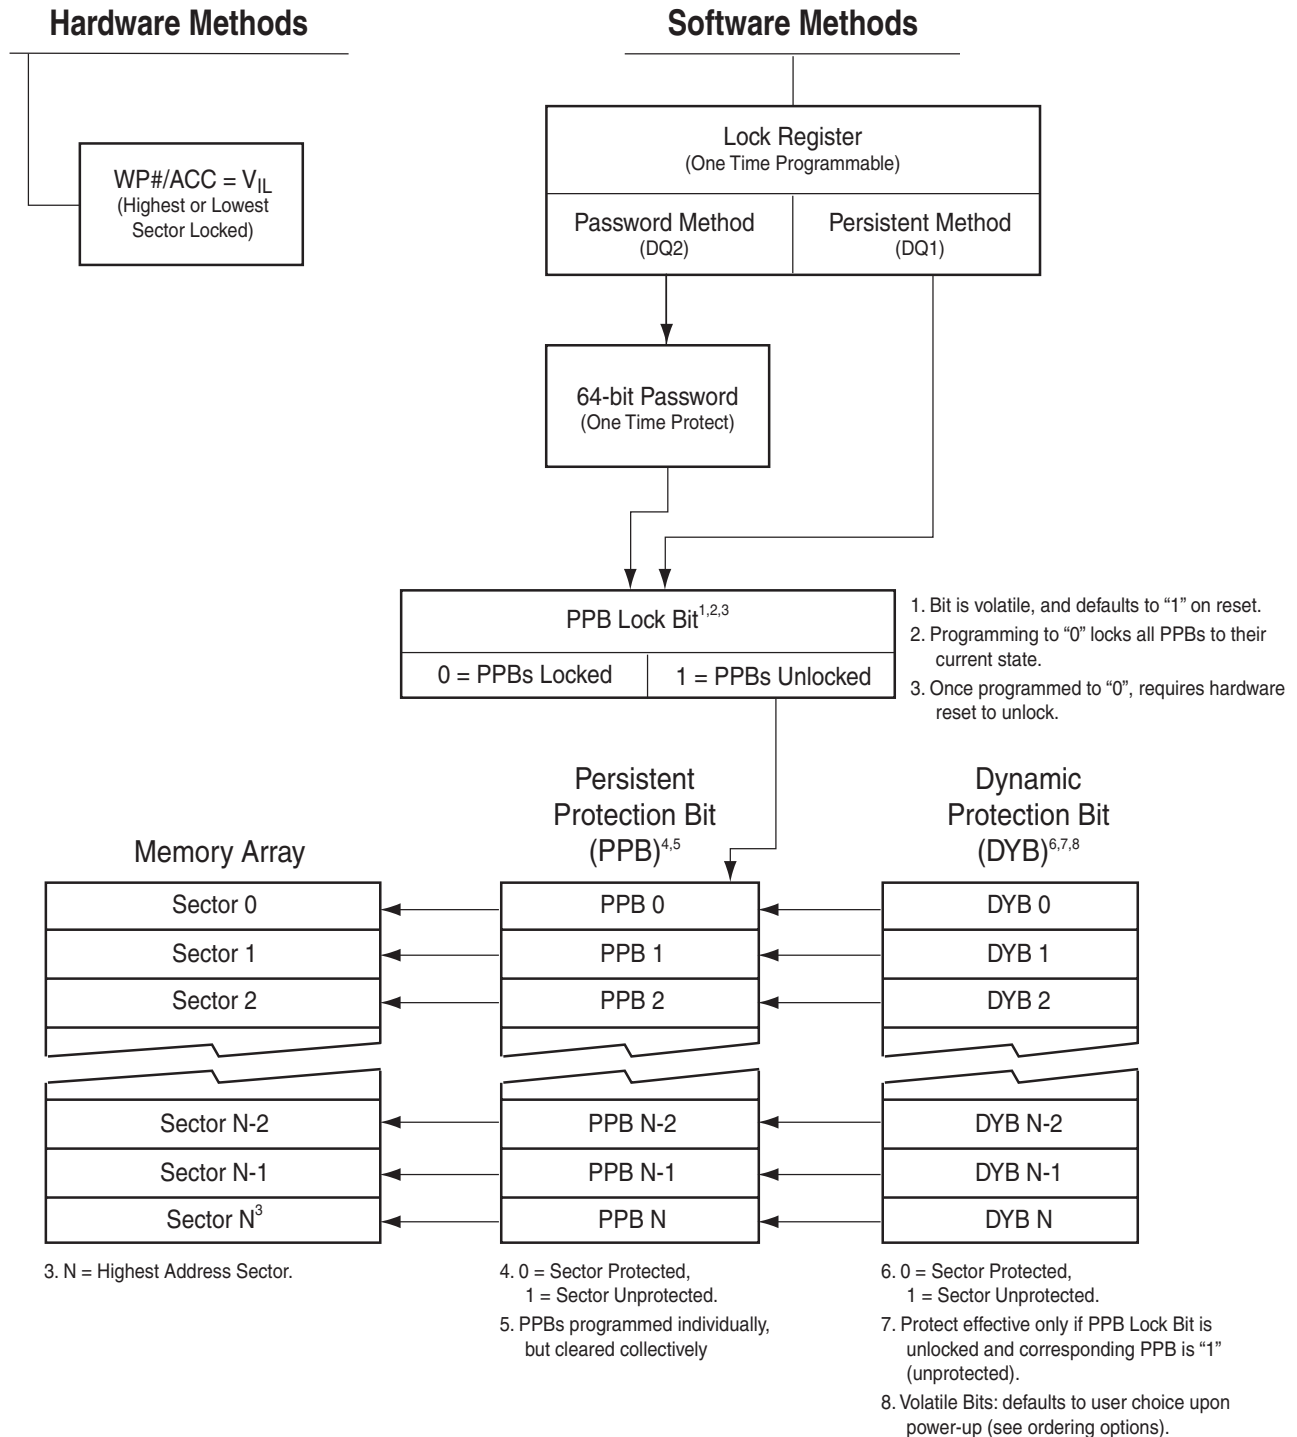 Hardware Methods
Software Methods
WP#/ACC = VIL
(Highest or Lowest
Sector Locked)
Lock Register
(One Time Programmable)
Password Method
(DQ2)
Persistent Method
(DQ1)
64-bit Password
(One Time Protect)
PPB Lock Bit1,2,3
0 = PPBs Locked
1 = PPBs Unlocked
1. Bit is volatile, and defaults to “1” on reset.
2. Programming to “0” locks all PPBs to their
current state.
3. Once programmed to “0”, requires hardware
reset to unlock.
Memory Array
Persistent
Protection Bit
(PPB)4,5
Dynamic
Protection Bit
(DYB)6,7,8
Sector 0
PPB 0
DYB 0
Sector 1
PPB 1
DYB 1
Sector 2
PPB 2
DYB 2
Sector N-2
PPB N-2
DYB N-2
Sector N-1
PPB N-1
DYB N-1
Sector N3
PPB N
DYB N
3. N = Highest Address Sector.
4. 0 = Sector Protected,
1 = Sector Unprotected.
5. PPBs programmed individually,
but cleared collectively
6. 0 = Sector Protected,
1 = Sector Unprotected.
7. Protect effective only if PPB Lock Bit is
unlocked and corresponding PPB is “1”
(unprotected).
8. Volatile Bits: defaults to user choice upon
power-up (see ordering options).